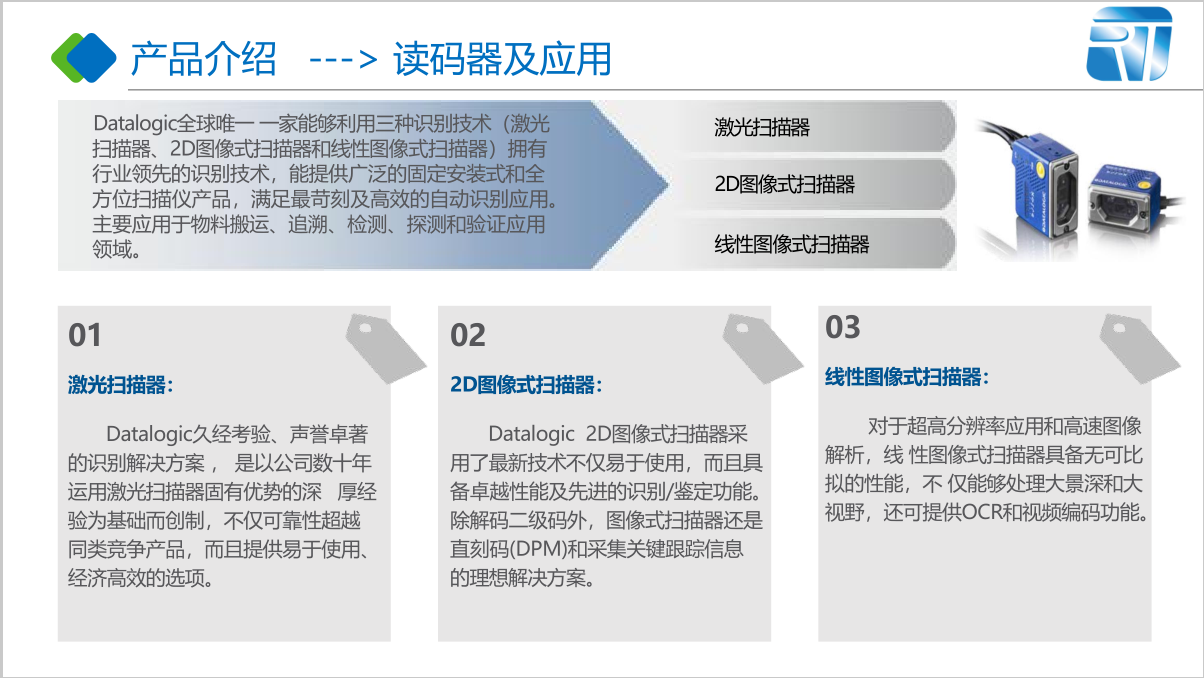 产品介绍 ---> 读码器及应用
Datalogic全球唯一一家能够利用三种识别技术（激光
扫描器、2D图像式扫描器和线性图像式扫描器）拥有
行业领先的识别技术，能提供广泛的固定安装式和全
方位扫描仪产品，满足最苛刻及高效的自动识别应用。
主要应用于物料搬运、追溯、检测、探测和验证应用
领域。
激光扫描器
2D图像式扫描器
线性图像式扫描器
DATALOGIC
DATALOGIC
01
激光扫描器：
Datalogic久经考验、声誉卓著
的识别解决方案 ， 是以公司数十年
运用激光扫描器固有优势的深 厚经
验为基础而创制，不仅可靠性超越
同类竞争产品，而且提供易于使用、
经济高效的选项。
02
2D图像式扫描器：
Datalogic 2D图像式扫描器采
用了最新技术不仅易于使用，而且具
备卓越性能及先进的识别/鉴定功能。
除解码二级码外，图像式扫描器还是
直刻码(DPM)和采集关键跟踪信息
的理想解决方案。
03
线性图像式扫描器：
对于超高分辨率应用和高速图像
解析，线 性图像式扫描器具备无可比
拟的性能，不 仅能够处理大景深和大
视野，还可提供OCR和视频编码功能。